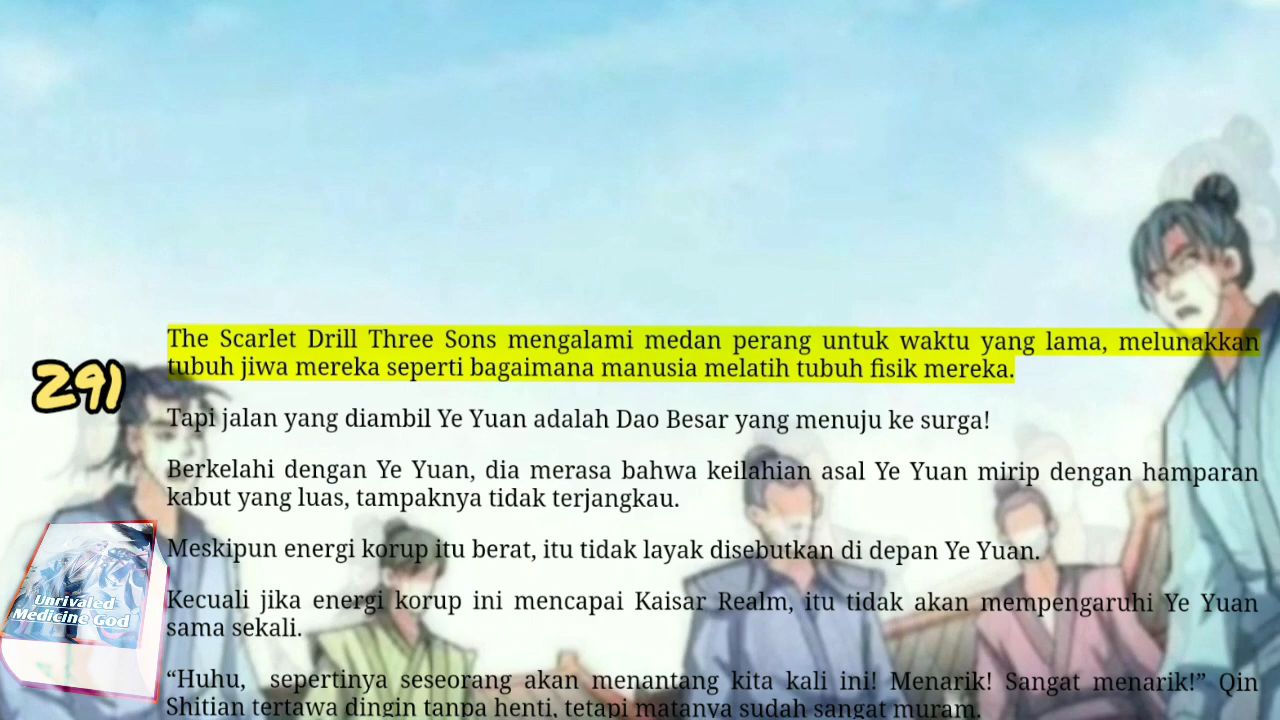 The Scarlet Drill Three Sons mengalami medan perang untuk waktu yang lama, melunakkan
tubuh jiwa mereka seperti bagaimana manusia melatih tubuh fisik mereka.
291
Tapi jalan yang diambil Ye Yuan adalah Dao Besar yang menuju ke surga!
Berkelahi dengan Ye Yuan, dia merasa bahwa keilahian asal Ye Yuan mirip dengan hamparan
kabut yang luas, tampaknya tidak terjangkau.
Meskipun energi korup itu berat, itu tidak layak disebutkan di depan Ye Yuan.
Kecuali jika energi korup ini mencapai Kaisar Realm, itu tidak akan mempengaruhi Ye Yuan
sama sekali.
Unrivaled
Medicine God
“Huhu, sepertinya seseorang akan menantang kita kali ini! Menarik! Sangat menarik!” Qin
Shitian tertawa dingin tanpa henti, tetapi matanya sudah sangat muram.